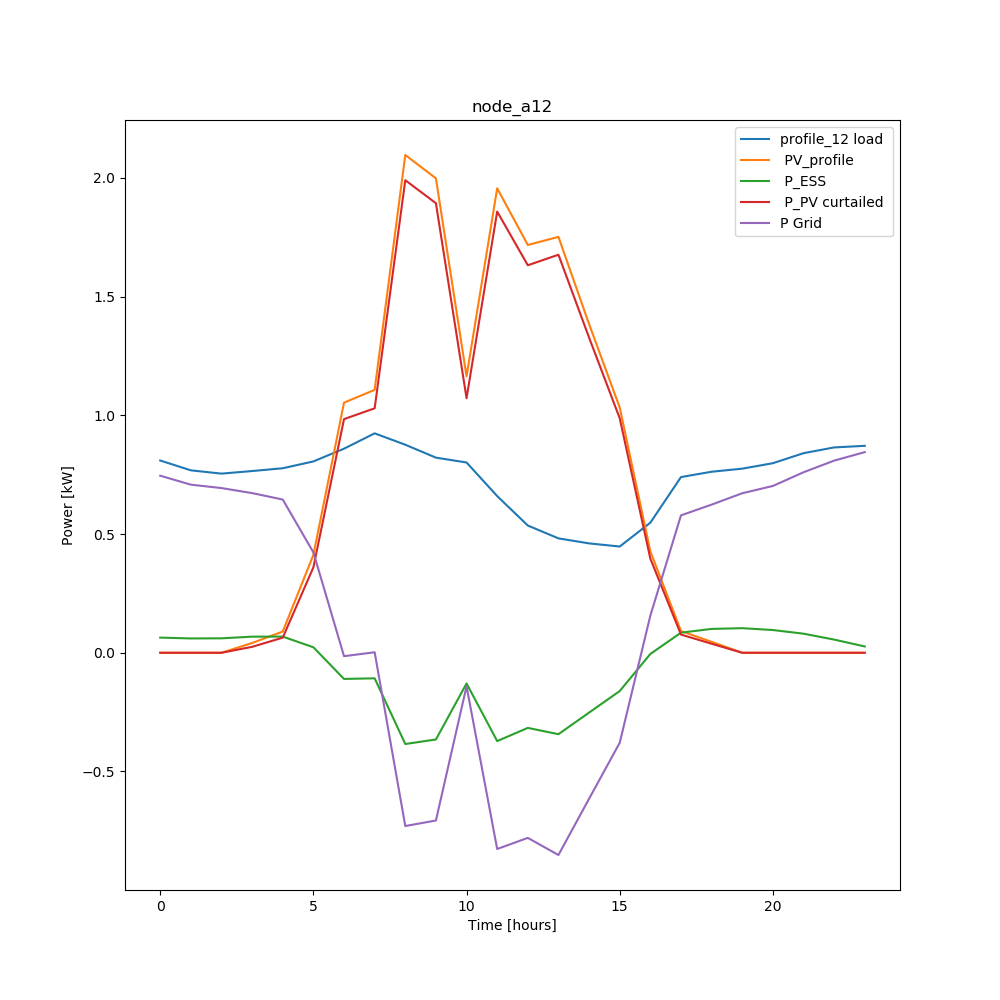 node_a12
profile_12 load
PV_profile
P_ESS
P_PV curtailed
P Grid
2.0
1.5
1.0
0.5
0.0
−0.5
Power [kW]
0 5 10 15 20
Time [hours]